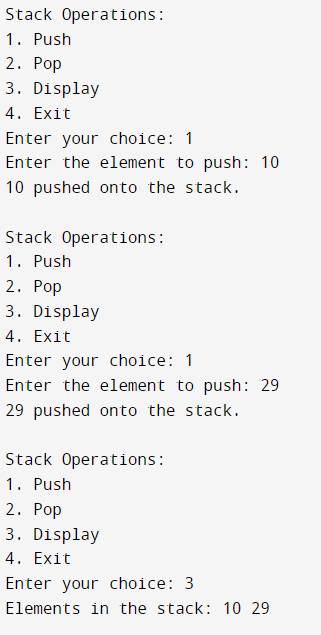 Stack Operations:
1. Push
2. Pop
3. Display
4. Exit
Enter your choice: 1
Enter the element to push: 10
10 pushed onto the stack.

Stack Operations:
1. Push
2. Pop
3. Display
4. Exit
Enter your choice: 1
Enter the element to push: 29
29 pushed onto the stack.

Stack Operations:
1. Push
2. Pop
3. Display
4. Exit
Enter your choice: 3
Elements in the stack: 10 29